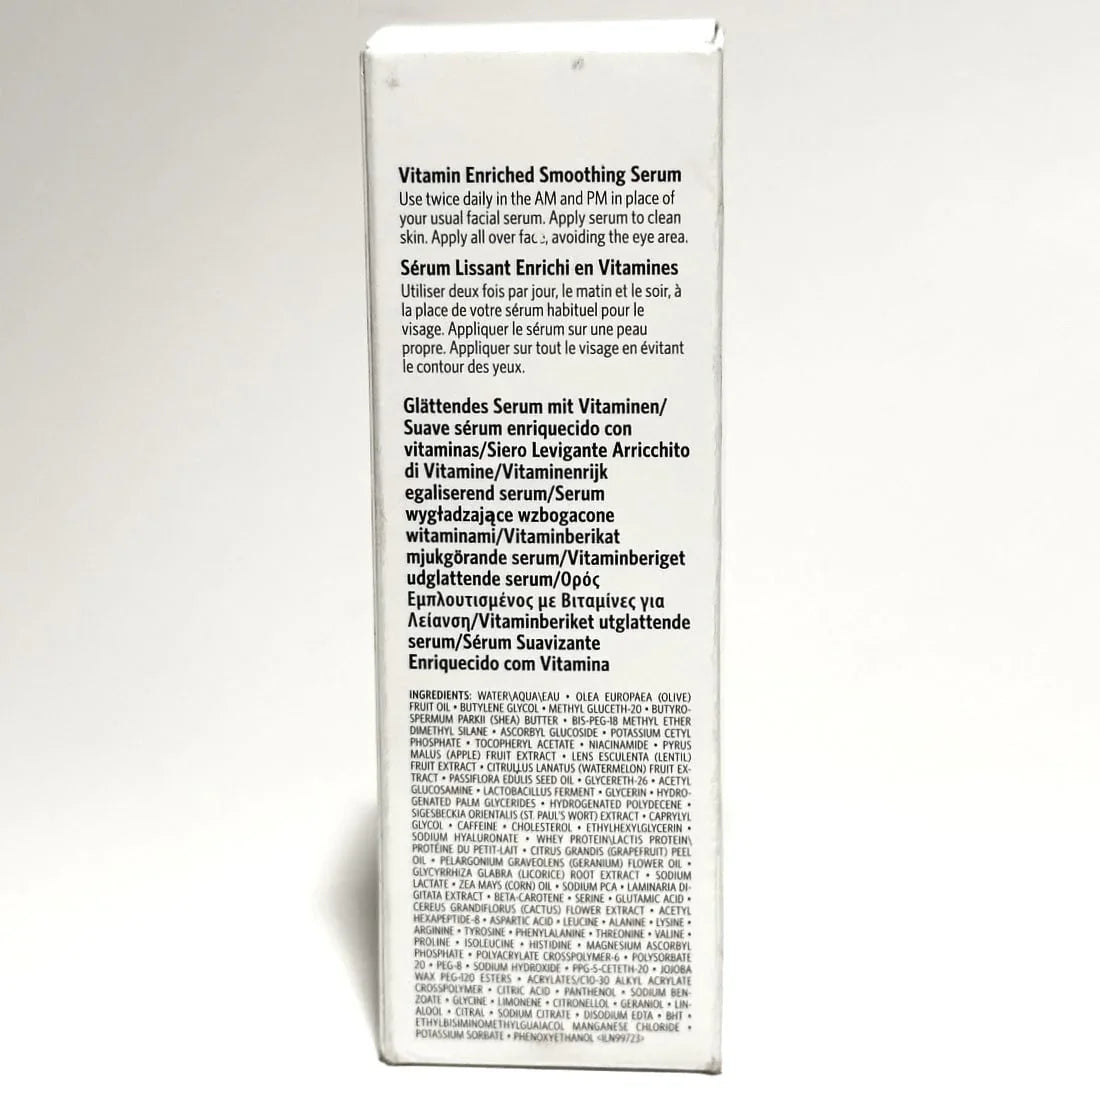 Vitamin Enriched Smoothing Serum
Use twice daily in the AM and PM in place of
your usual facial serum. Apply serum to clean
skin. Apply all over face, avoiding the eye area.
Sérum Lissant Enrichi en Vitamines
Utiliser deux fois par jour, le matin et le soir, à
la place de votre sérum habituel pour le
visage. Appliquer le sérum sur une peau
propre. Appliquer sur tout le visage en évitant
le contour des yeux.
Glättendes Serum mit Vitaminen/
Suave sérum enriquecido con
vitaminas/Siero Levigante Arricchito
di Vitamine/Vitaminenrijk
egaliserend serum/Serum
wygładzające wzbogacone
witaminami/Vitaminberikat
mjukgörande serum/Vitaminberiget
udglattende serum/Ορός
Εμπλουτισμένος με Βιταμίνες για
Λείανση/Vitaminberiket utglattende
serum/Sérum Suavizante
Enriquecido com Vitamina
INGREDIENTS: WATER\AQUA\EAU • OLEA EUROPAEA (OLIVE)
FRUIT OIL • BUTYLENE GLYCOL • METHYL GLUCETH-20 • BUTYRO-
SPERMUM PARKII (SHEA) BUTTER • BIS-PEG-18 METHYL ETHER
DIMETHYL SILANE • ASCORBYL GLUCOSIDE • POTASSIUM CETYL
PHOSPHATE • TOCOPHERYL ACETATE • NIACINAMIDE • PYRUS
MALUS (APPLE) FRUIT EXTRACT • LENS ESCULENTA (LENTIL)
FRUIT EXTRACT • CITRULLUS LANATUS (WATERMELON) FRUIT EX-
TRACT • PASSIFLORA EDULIS SEED OIL • GLYCERETH-26 • ACETYL
GLUCOSAMINE • LACTOBACILLUS FERMENT • GLYCERIN • HYDRO-
GENATED PALM GLYCERIDES • HYDROGENATED POLYDECENE •
SIGESBECKIA ORIENTALIS (ST. PAUL'S WORT) EXTRACT • CAPRYLYL
GLYCOL • CAFFEINE • CHOLESTEROL • ETHYLHEXYLGLYCERIN •
SODIUM HYALURONATE • WHEY PROTEIN\LACTIS PROTEIN\
PROTÉINE DU PETIT-LAIT • CITRUS GRANDIS (GRAPEFRUIT) PEEL
OIL • PELARGONIUM GRAVEOLENS (GERANIUM) FLOWER OIL •
GLYCYRRHIZA GLABRA (LICORICE) ROOT EXTRACT • SODIUM
LACTATE • ZEA MAYS (CORN) OIL • SODIUM PCA • LAMINARIA DI-
GITATA EXTRACT • BETA-CAROTENE • SERINE • GLUTAMIC ACID •
CEREUS GRANDIFLORUS (CACTUS) FLOWER EXTRACT • ACETYL
HEXAPEPTIDE-8 • ASPARTIC ACID • LEUCINE • ALANINE • LYSINE •
ARGININE • TYROSINE • PHENYLALANINE • THREONINE • VALINE •
PROLINE • ISOLEUCINE • HISTIDINE • MAGNESIUM ASCORBYL
PHOSPHATE • POLYACRYLATE CROSSPOLYMER-6 • POLYSORBATE
20 • PEG-8 • SODIUM HYDROXIDE • PPG-5-CETETH-20 • JOJOBA
WAX PEG-120 ESTERS • ACRYLATES/C10-30 ALKYL ACRYLATE
CROSSPOLYMER • CITRIC ACID • PANTHENOL • SODIUM BEN-
ZOATE • GLYCINE • LIMONENE • CITRONELLOL • GERANIOL • LIN-
ALOOL • CITRAL • SODIUM CITRATE • DISODIUM EDTA • BHT •
ETHYLBISIMINOMETHYLGUAIACOL MANGANESE CHLORIDE •
POTASSIUM SORBATE • PHENOXYETHANOL <ILN99723>